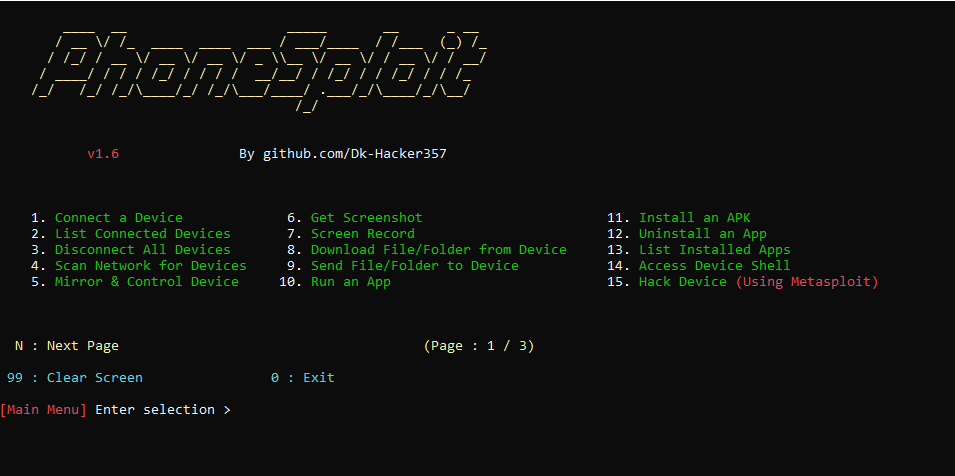 PhoneSploit
v1.6 By github.com/Dk-Hacker357
1. Connect a Device 6. Get Screenshot 11. Install an APK
2. List Connected Devices 7. Screen Record 12. Uninstall an App
3. Disconnect All Devices 8. Download File/Folder from Device 13. List Installed Apps
4. Scan Network for Devices 9. Send File/Folder to Device 14. Access Device Shell
5. Mirror & Control Device 10. Run an App 15. Hack Device (Using Metasploit)
N : Next Page (Page : 1 / 3)
99 : Clear Screen 0 : Exit
[Main Menu] Enter selection >